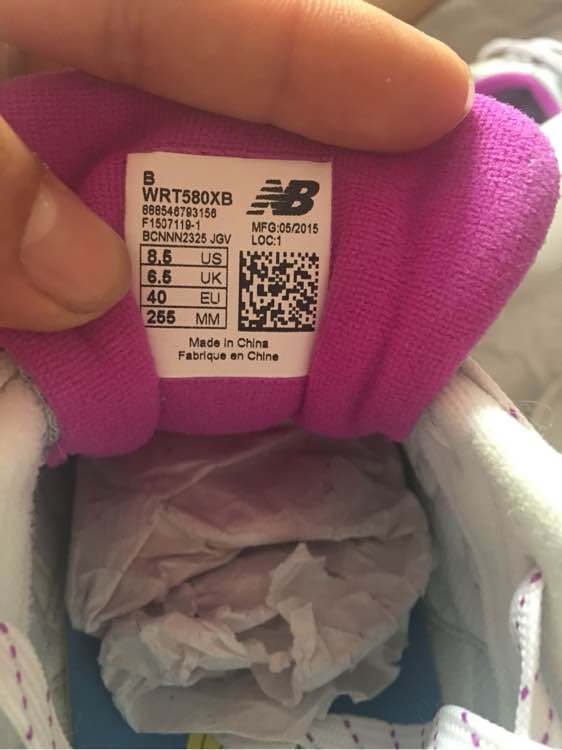 B
WRT580XB
888546793156
F1507119-1
BCNNN2325 JGV
NB
MFG:05/2015
LOC:1
8.5 US
6.5 UK
40 EU
255 MM
Made in China
Fabrique en Chine